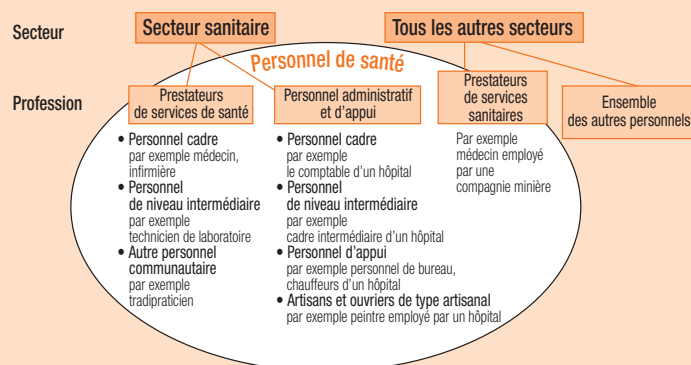 Secteur
Secteur sanitaire
Tous les autres secteurs
Personnel de santé
Profession
Prestateurs
de services de santé
Personnel administratif
et d'appui
Prestateurs
de services
sanitaires
Ensemble
des autres personnels
• Personnel cadre
par exemple médecin,
infirmière
• Personnel
de niveau intermédiaire
par exemple
technicien de laboratoire
• Autre personnel
communautaire
par exemple
tradipraticien
• Personnel cadre
par exemple
le comptable d'un hôpital
• Personnel
de niveau intermédiaire
par exemple
cadre intermédiaire d'un hôpital
• Personnel d'appui
par exemple personnel de bureau,
chauffeurs d'un hôpital
• Artisans et ouvriers de type artisanal
par exemple peintre employé par un hôpital
Par exemple
médecin employé
par une
compagnie minière